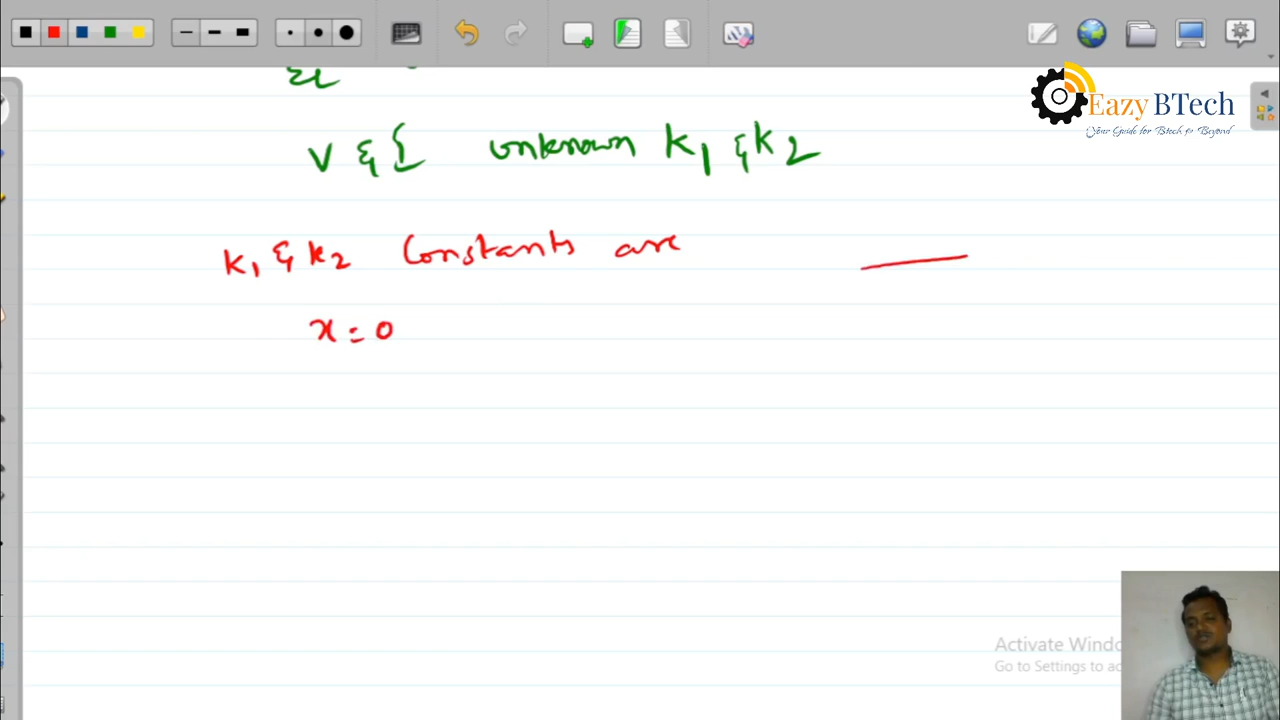 Eazy BTech
Your Guide for Btech & Beyond
V & I unknown K1 & K2
K1 & K2 Constants are
x = 0
Activate Windo
Go to Settings to ac